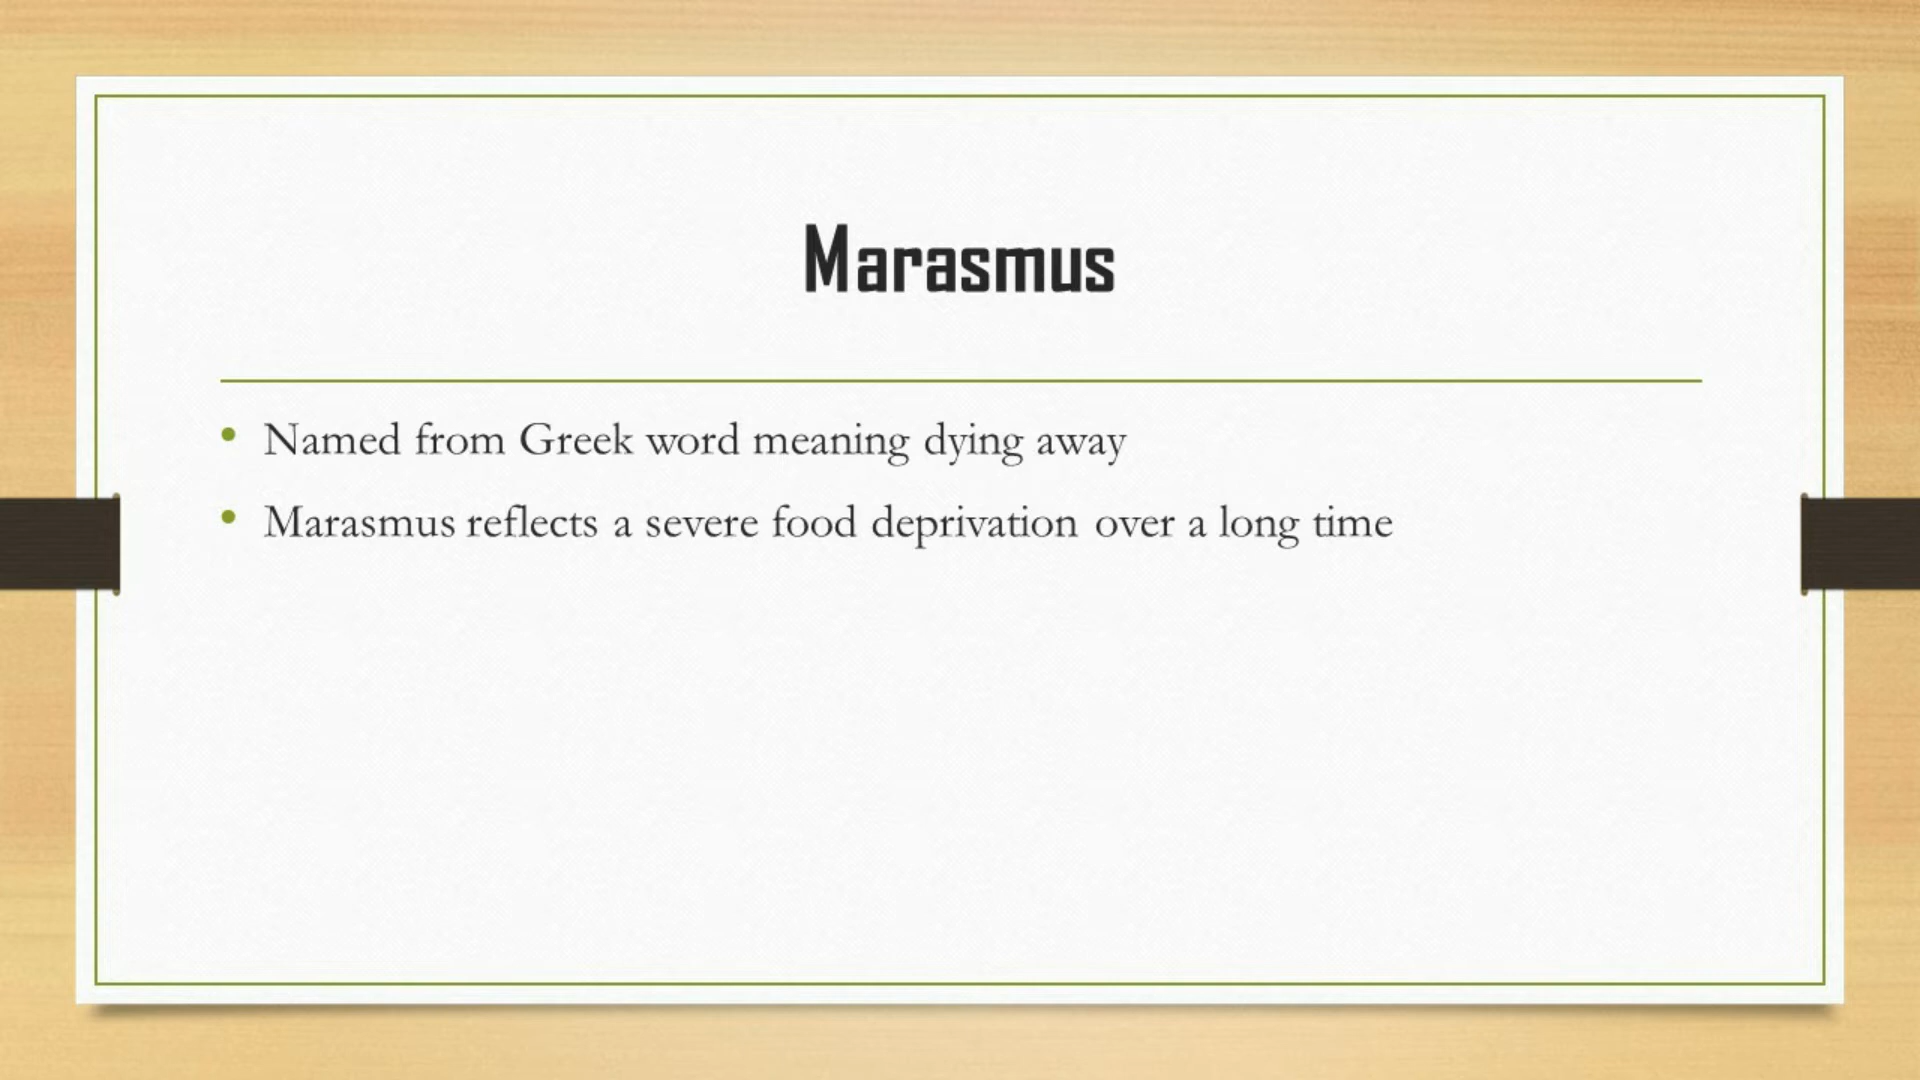 Marasmus
• Named from Greek word meaning dying away
• Marasmus reflects a severe food deprivation over a long time